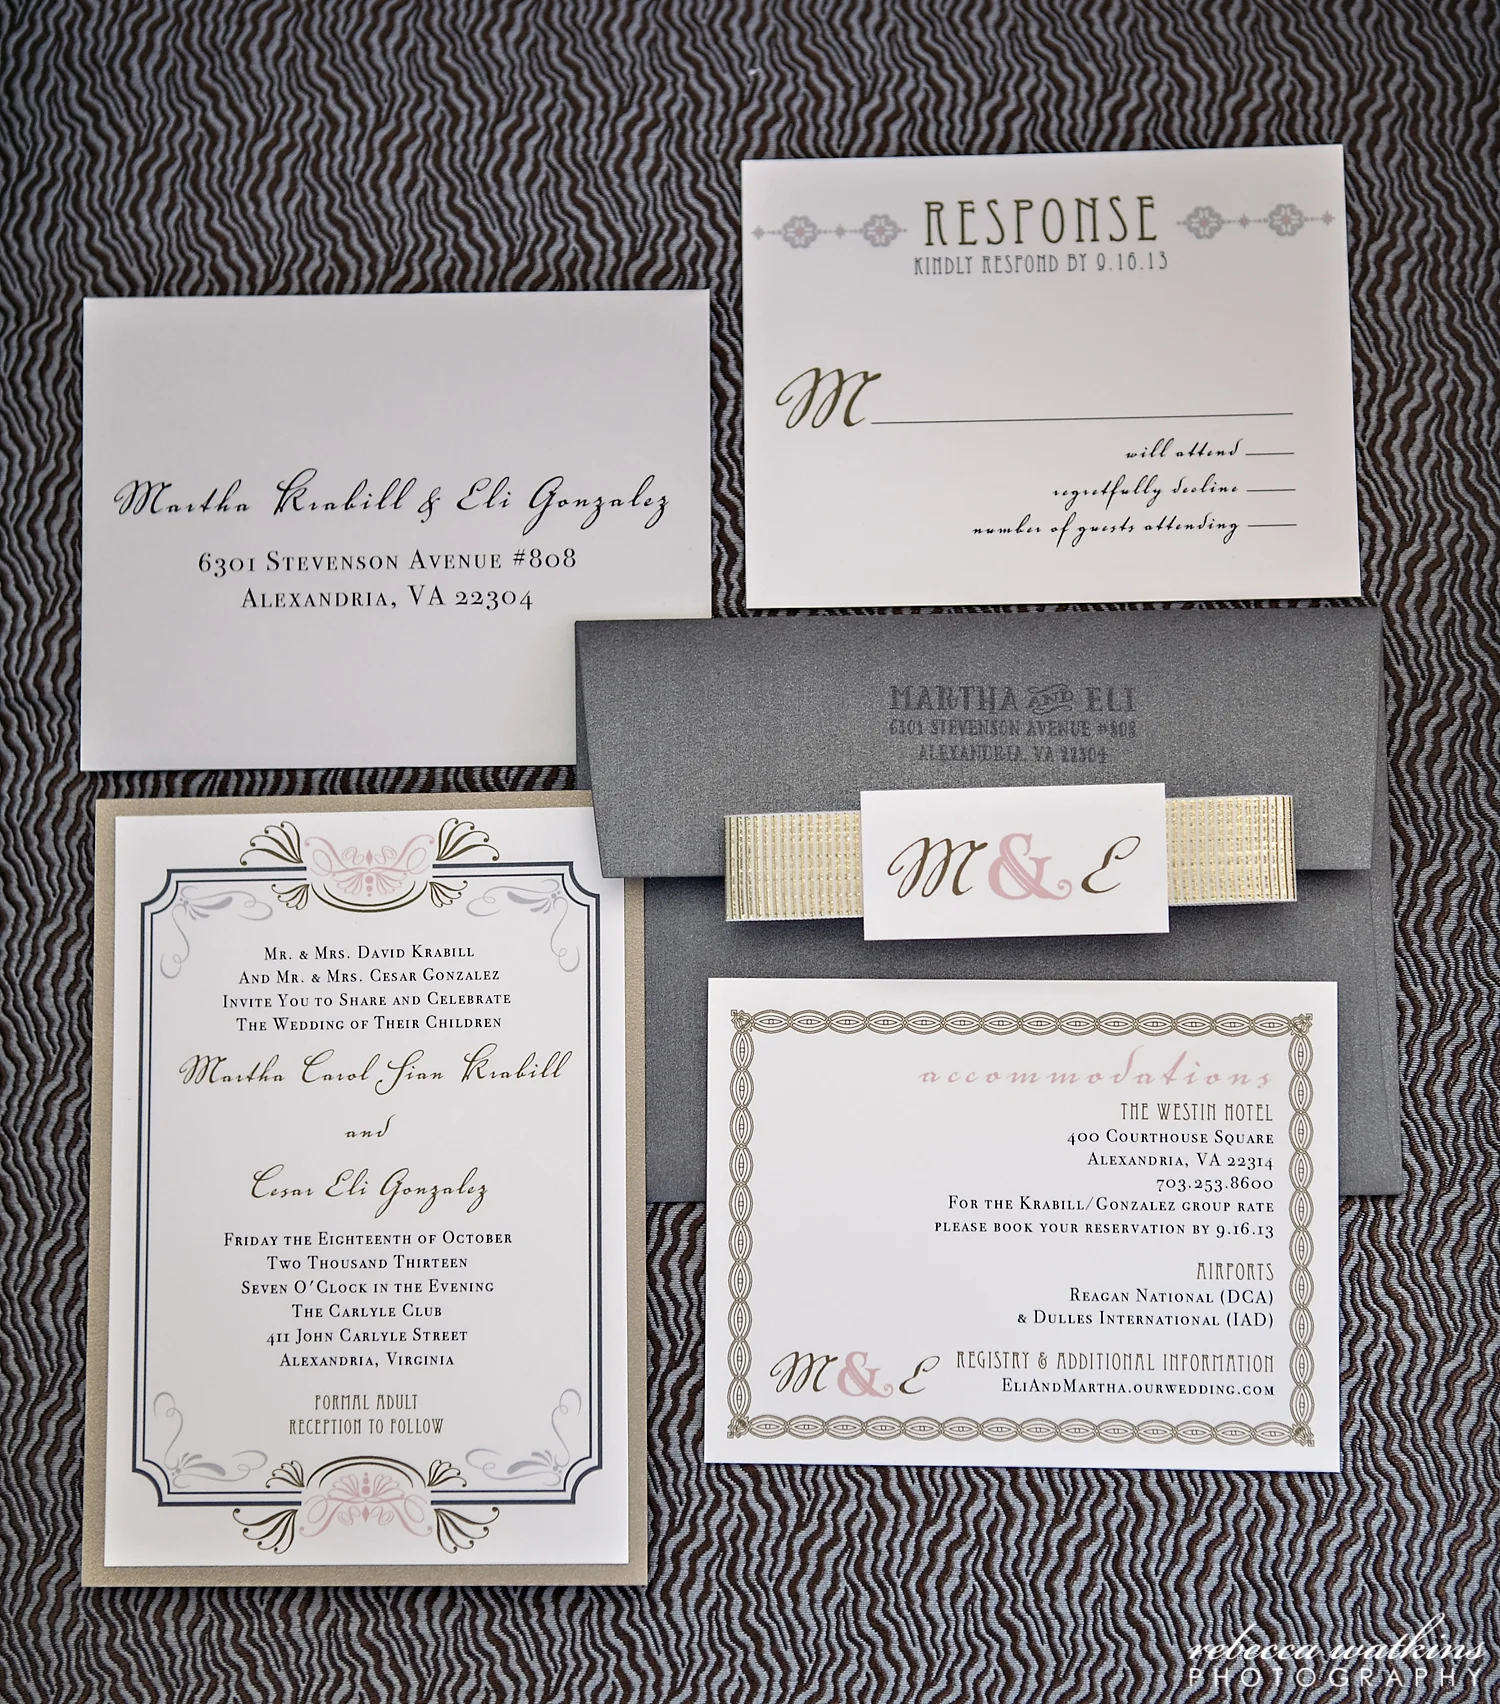 RESPONSE
KINDLY RESPOND BY 9.16.13
M
will attend
regretfully decline
number of guests attending
Martha Krabill & Eli Gonzalez
6301 Stevenson Avenue #808
Alexandria, VA 22304
MARTHA AND ELI
6301 STEVENSON AVENUE #808
ALEXANDRIA, VA 22304
M & E
Mr. & Mrs. David Krabill
and Mr. & Mrs. Cesar Gonzalez
Invite You to Share and Celebrate
The Wedding of Their Children
Martha Carol Sian Krabill
and
Cesar Eli Gonzalez
Friday the Eighteenth of October
Two Thousand Thirteen
Seven O'Clock in the Evening
The Carlyle Club
411 John Carlyle Street
Alexandria, Virginia
FORMAL ADULT
RECEPTION TO FOLLOW
accommodations
THE WESTIN HOTEL
400 Courthouse Square
Alexandria, VA 22314
703.253.8600
For the Krabill/Gonzalez group rate
please book your reservation by 9.16.13
AIRPORTS
Reagan National (DCA)
& Dulles International (IAD)
M & E
REGISTRY & ADDITIONAL INFORMATION
EliAndMartha.ourwedding.com
rebecca watkins
PHOTOGRAPHY